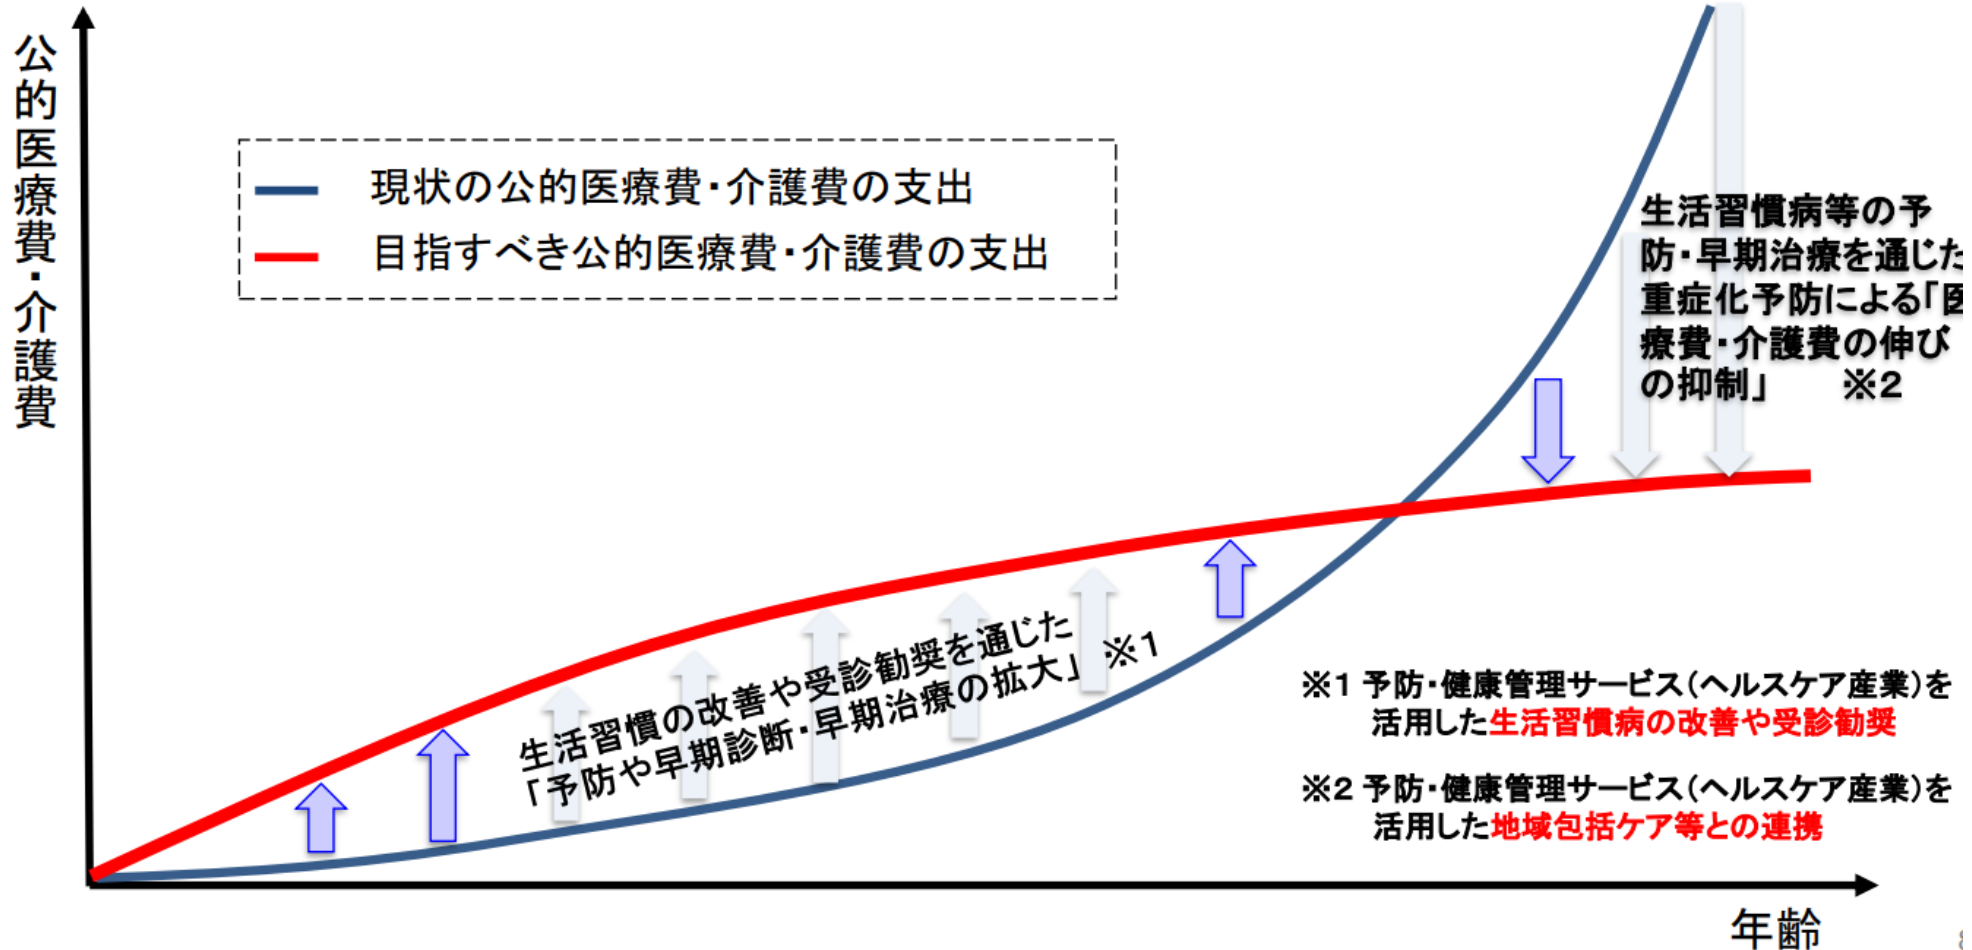 公的医療費・介護費
現状の公的医療費・介護費の支出
目指すべき公的医療費・介護費の支出
生活習慣病等の予
防・早期治療を通じた
重症化予防による「医
療費・介護費の伸び
の抑制」 ※2
生活習慣の改善や受診勧奨を通じた
「予防や早期診断・早期治療の拡大」 ※1
※1 予防・健康管理サービス（ヘルスケア産業）を
活用した生活習慣病の改善や受診勧奨
※2 予防・健康管理サービス（ヘルスケア産業）を
活用した地域包括ケア等との連携
年齢